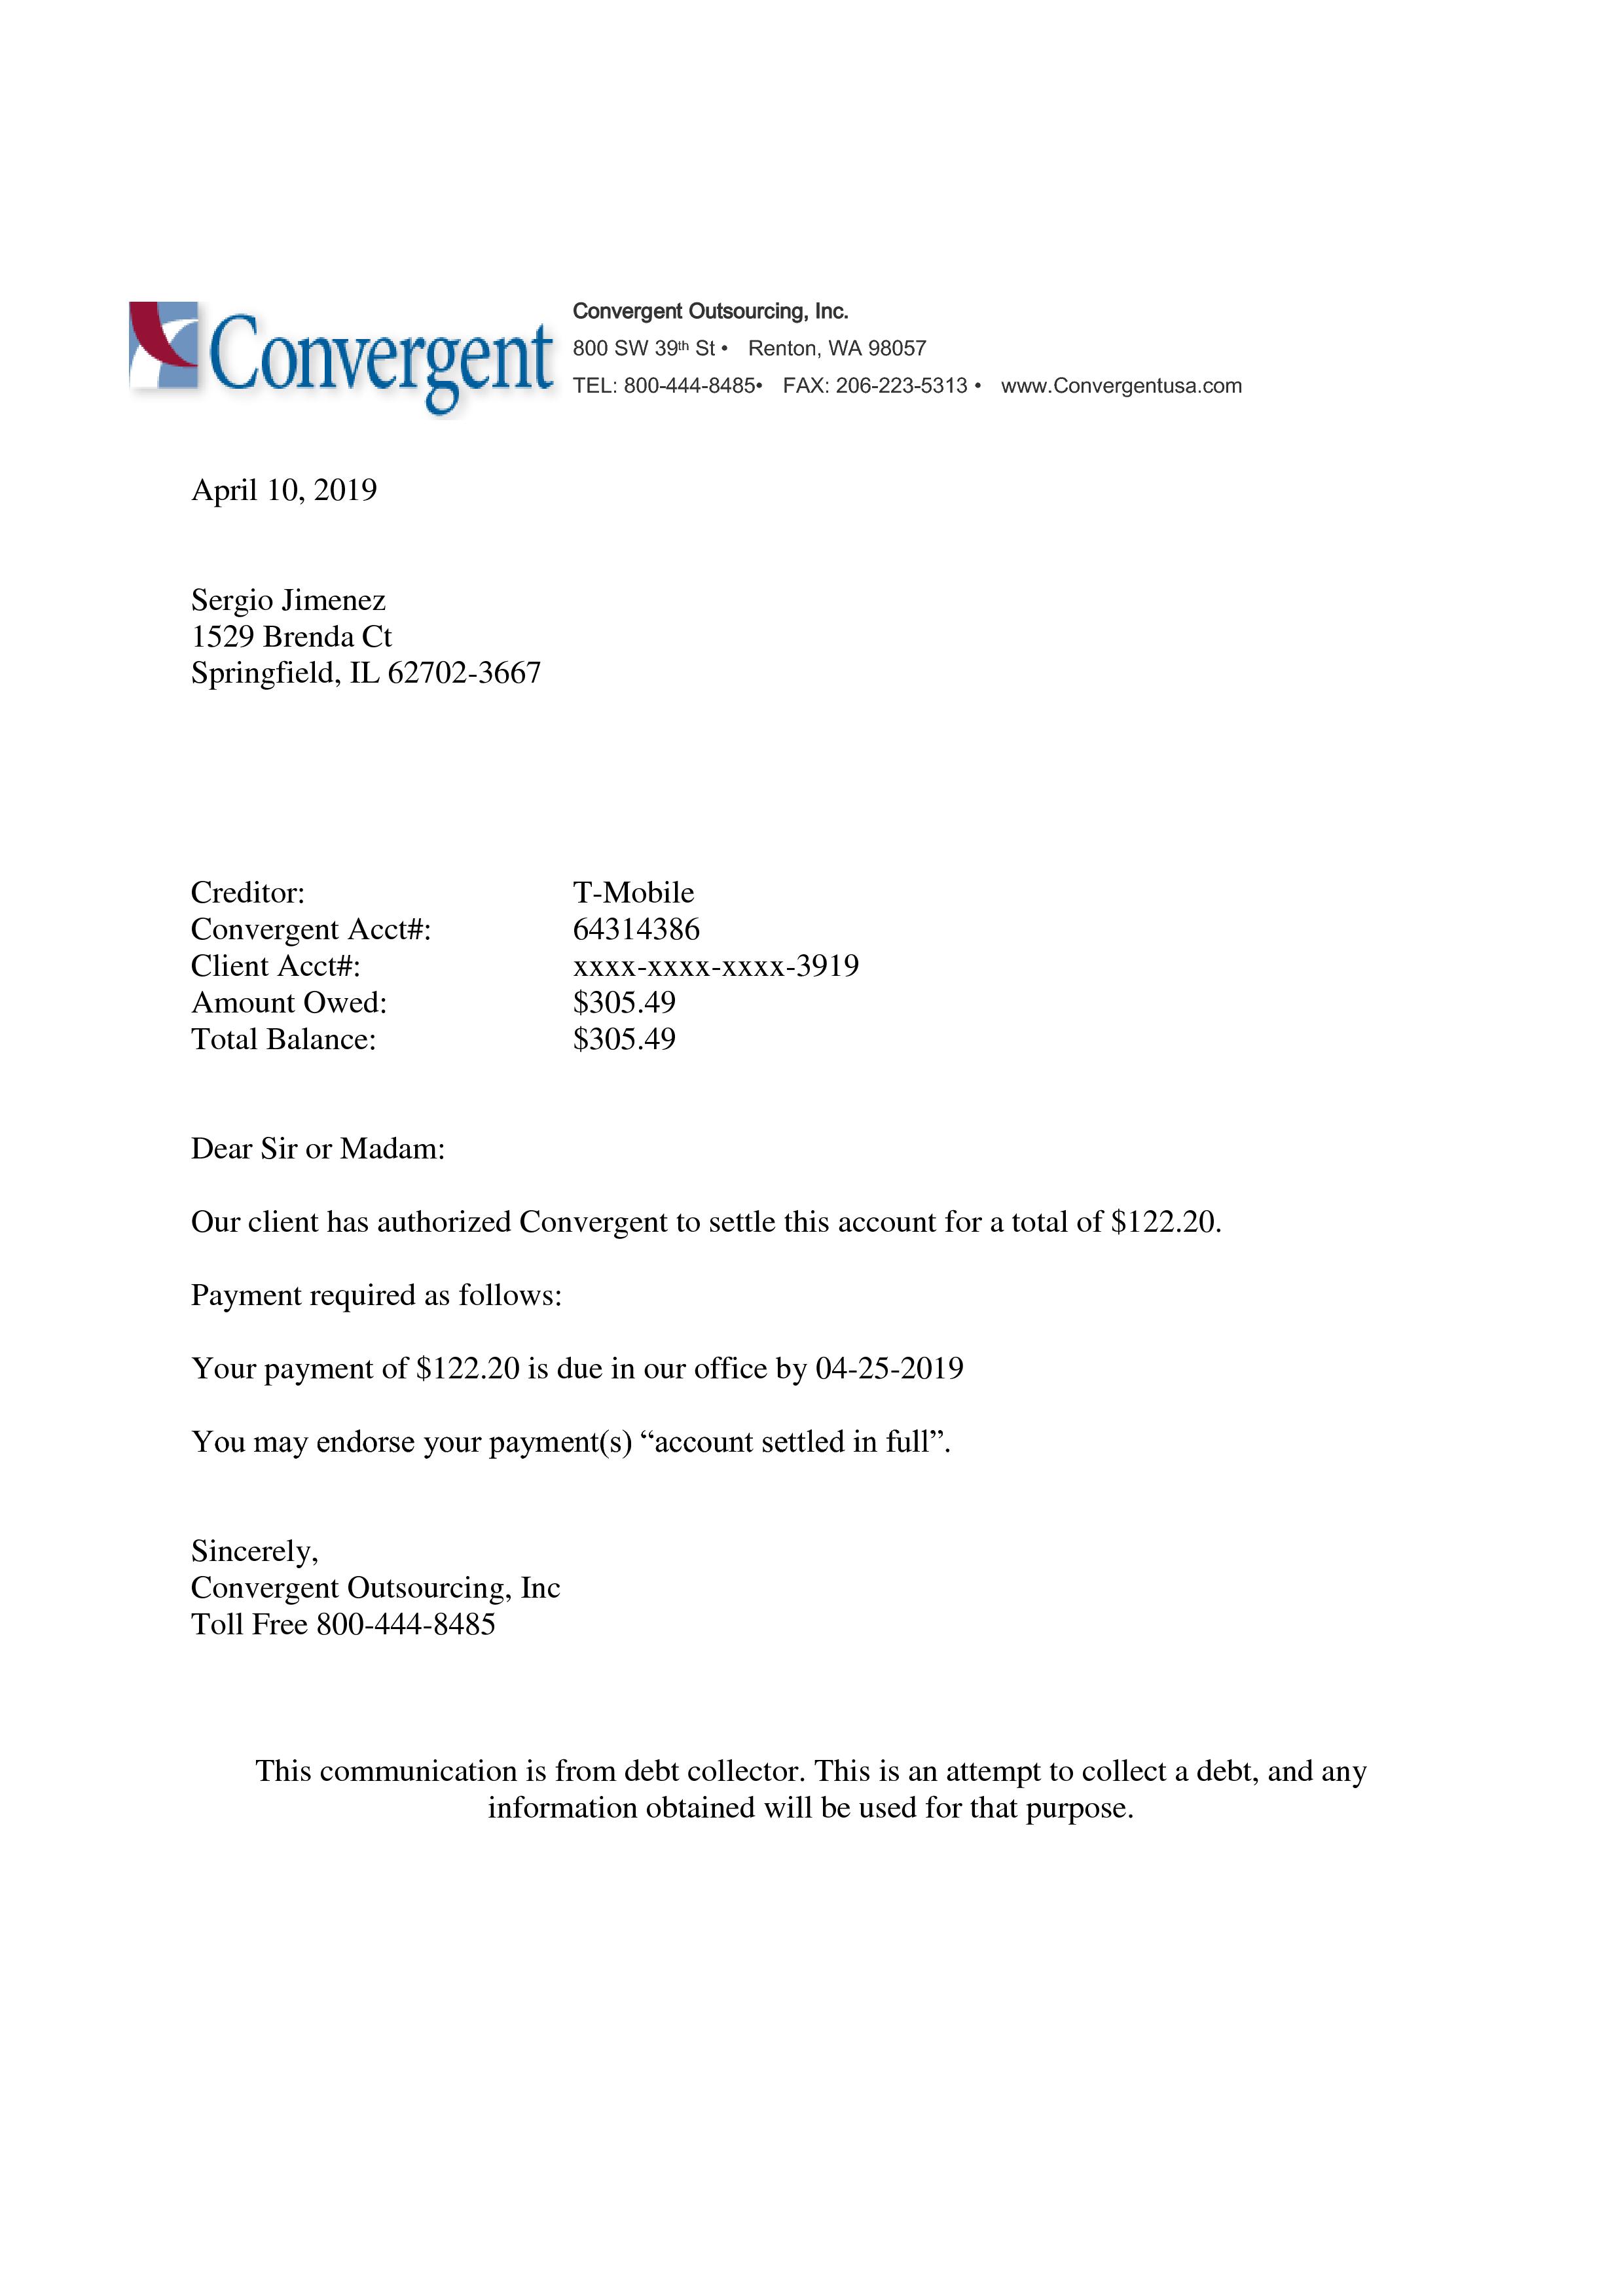 Convergent
Convergent Outsourcing, Inc.
800 SW 39th St • Renton, WA 98057
TEL: 800-444-8485• FAX: 206-223-5313 • www.Convergentusa.com
April 10, 2019
Sergio Jimenez
1529 Brenda Ct
Springfield, IL 62702-3667
Creditor: T-Mobile
Convergent Acct#: 64314386
Client Acct#: xxxx-xxxx-xxxx-3919
Amount Owed: $305.49
Total Balance: $305.49
Dear Sir or Madam:
Our client has authorized Convergent to settle this account for a total of $122.20.
Payment required as follows:
Your payment of $122.20 is due in our office by 04-25-2019
You may endorse your payment(s) “account settled in full”.
Sincerely,
Convergent Outsourcing, Inc
Toll Free 800-444-8485
This communication is from debt collector. This is an attempt to collect a debt, and any
information obtained will be used for that purpose.